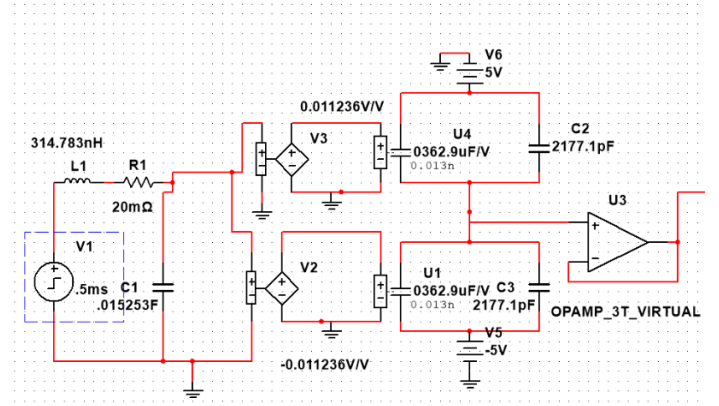 V6
5V
0.011236V/V
314.783nH
V3
U4
C2
L1
R1
0362.9uF/V
2177.1pF
0.013n
U3
20mΩ
V1
V2
U1
.5ms
C1
0362.9uF/V
C3
0.013n
2177.1pF
.015253F
OPAMP_3T_VIRTUAL
V5
-5V
-0.011236V/V